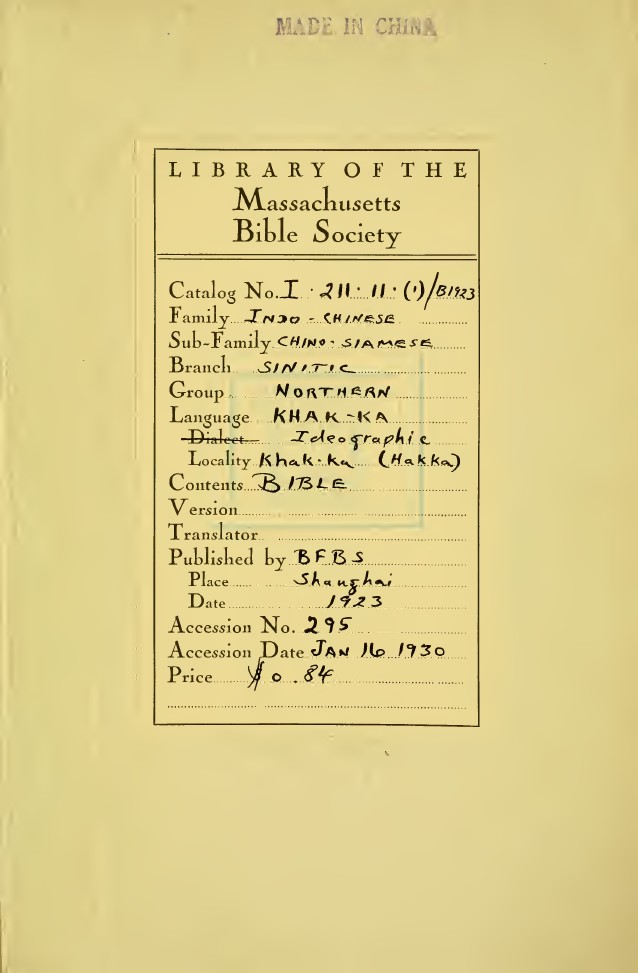 MADE IN CHINA
LIBRARY OF THE
Massachusetts
Bible Society
Catalog No. I · 211 · 11 · (1)/B1923
Family INDO - CHINESE
Sub-Family CHINO - SIAMESE
Branch SINITIC
Group NORTHERN
Language KHAK-KA
Dialect Ideographic
Locality Khak-ka (Hakka)
Contents BIBLE
Version
Translator
Published by BFBS
Place Shanghai
Date 1923
Accession No. 295
Accession Date JAN 16 1930
Price $0.84